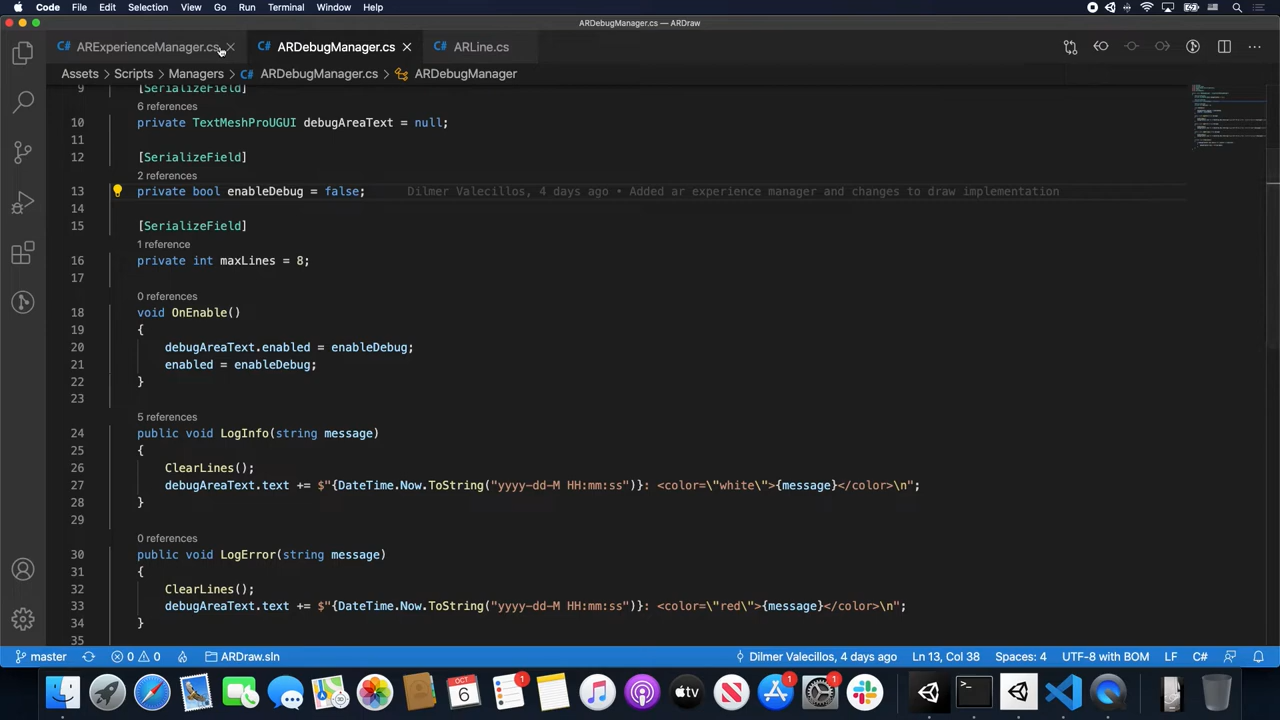 Code File Edit Selection View Go Run Terminal Window Help
ARDebugManager.cs — ARDraw
C# ARExperienceManager.cs C# ARDebugManager.cs C# ARLine.cs
Assets > Scripts > Managers > C# ARDebugManager.cs > ARDebugManager
9 [SerializeField]
6 references
10 private TextMeshProUGUI debugAreaText = null;
11
12 [SerializeField]
2 references
13 private bool enableDebug = false; Dilmer Valecillos, 4 days ago • Added ar experience manager and changes to draw implementation
14
15 [SerializeField]
1 reference
16 private int maxLines = 8;
17
0 references
18 void OnEnable()
19 {
20 debugAreaText.enabled = enableDebug;
21 enabled = enableDebug;
22 }
23
5 references
24 public void LogInfo(string message)
25 {
26 ClearLines();
27 debugAreaText.text += $"{DateTime.Now.ToString("yyyy-dd-M HH:mm:ss")}: <color=\"white\">{message}</color>\n";
28 }
29
0 references
30 public void LogError(string message)
31 {
32 ClearLines();
33 debugAreaText.text += $"{DateTime.Now.ToString("yyyy-dd-M HH:mm:ss")}: <color=\"red\">{message}</color>\n";
34 }
35
master 0 0 ARDraw.sln Dilmer Valecillos, 4 days ago Ln 13, Col 38 Spaces: 4 UTF-8 with BOM LF C#
OCT
6 1 1 1